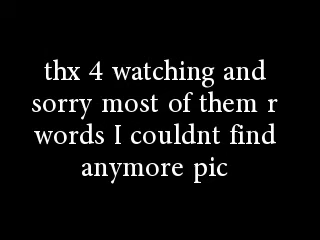 thx 4 watching and
sorry most of them r
words I couldnt find
anymore pic